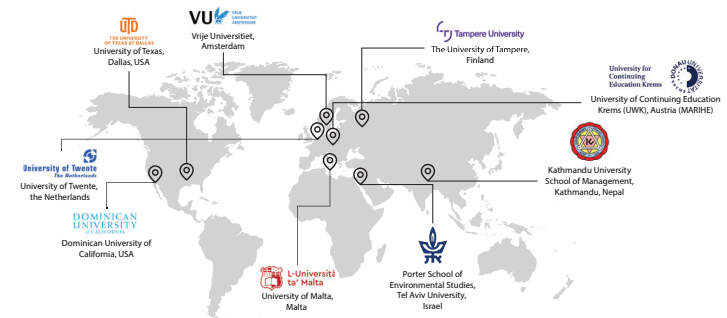 UTD
THE UNIVERSITY
OF TEXAS AT DALLAS
University of Texas,
Dallas, USA
VU
VRIJE
UNIVERSITEIT
AMSTERDAM
Vrije Universitiet,
Amsterdam
Tampere University
The University of Tampere,
Finland
University for
Continuing
Education Krems
DONAU-UNIVERSITÄT
University of Continuing Education
Krems (UWK), Austria (MARIHE)
University of Twente
The Netherlands
University of Twente,
the Netherlands
Kathmandu University
School of Management,
Kathmandu, Nepal
DOMINICAN
UNIVERSITY
of CALIFORNIA
Dominican University of
California, USA
L-Università
ta' Malta
University of Malta,
Malta
Porter School of
Environmental Studies,
Tel Aviv University,
Israel